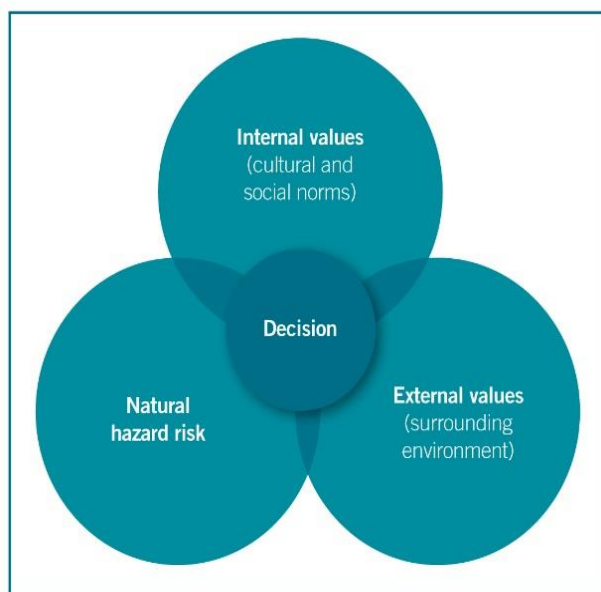 Internal values
(cultural and
social norms)
Decision
Natural
hazard risk
External values
(surrounding
environment)